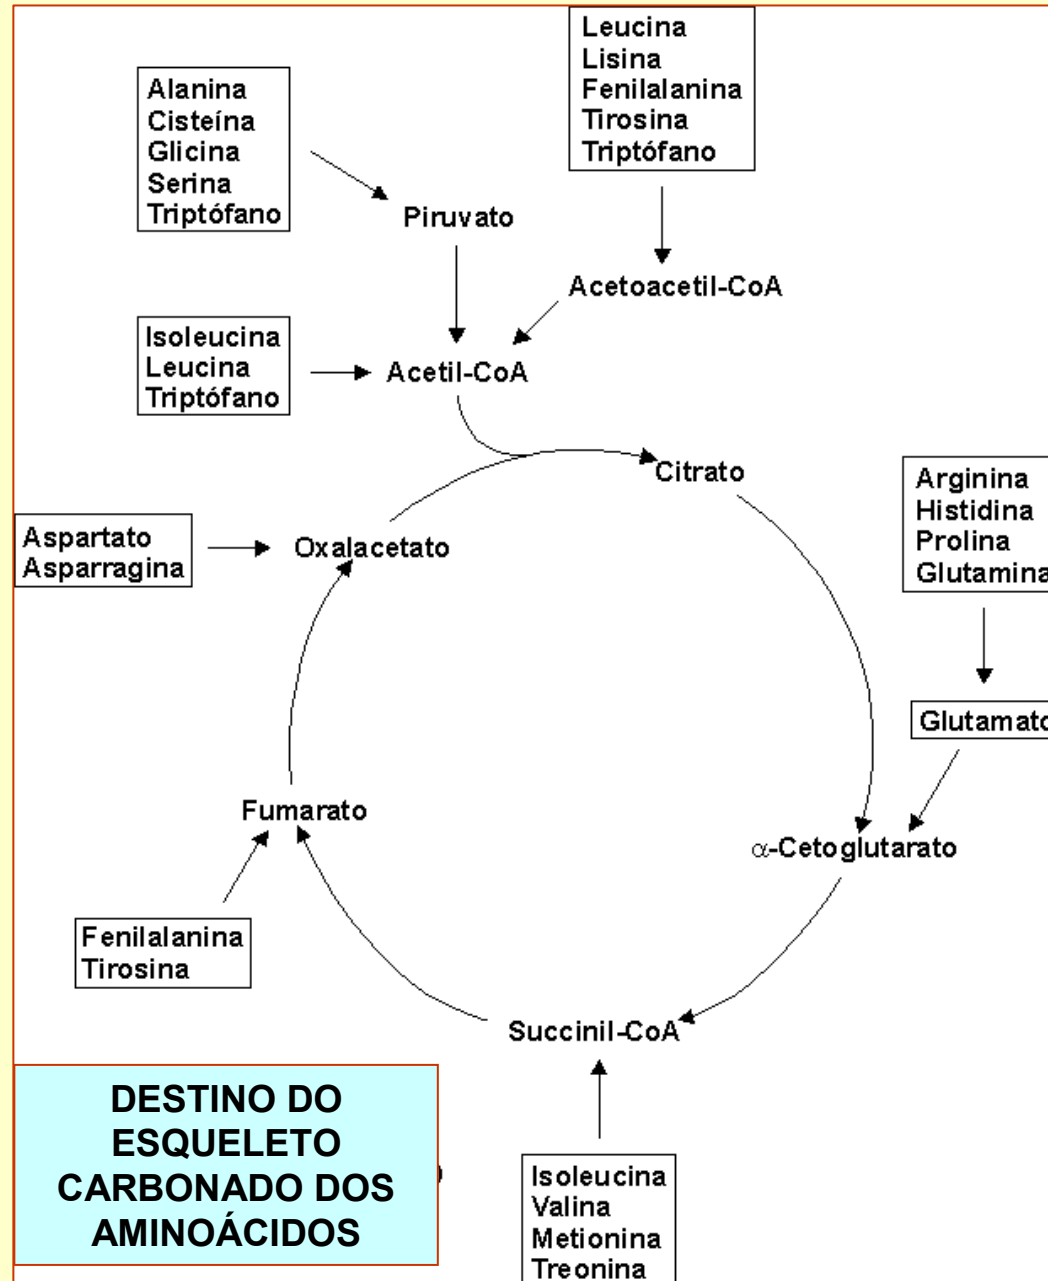 Leucina
Lisina
Fenilalanina
Tirosina
Triptófano
Alanina
Cisteína
Glicina
Serina
Triptófano
Piruvato
Acetoacetil-CoA
Isoleucina
Leucina
Triptófano
Acetil-CoA
Citrato
Arginina
Histidina
Prolina
Glutamina
Aspartato
Asparragina
Oxalacetato
Glutamato
Fumarato
α-Cetoglutarato
Fenilalanina
Tirosina
Succinil-CoA
DESTINO DO
ESQUELETO
CARBONADO DOS
AMINOÁCIDOS
Isoleucina
Valina
Metionina
Treonina